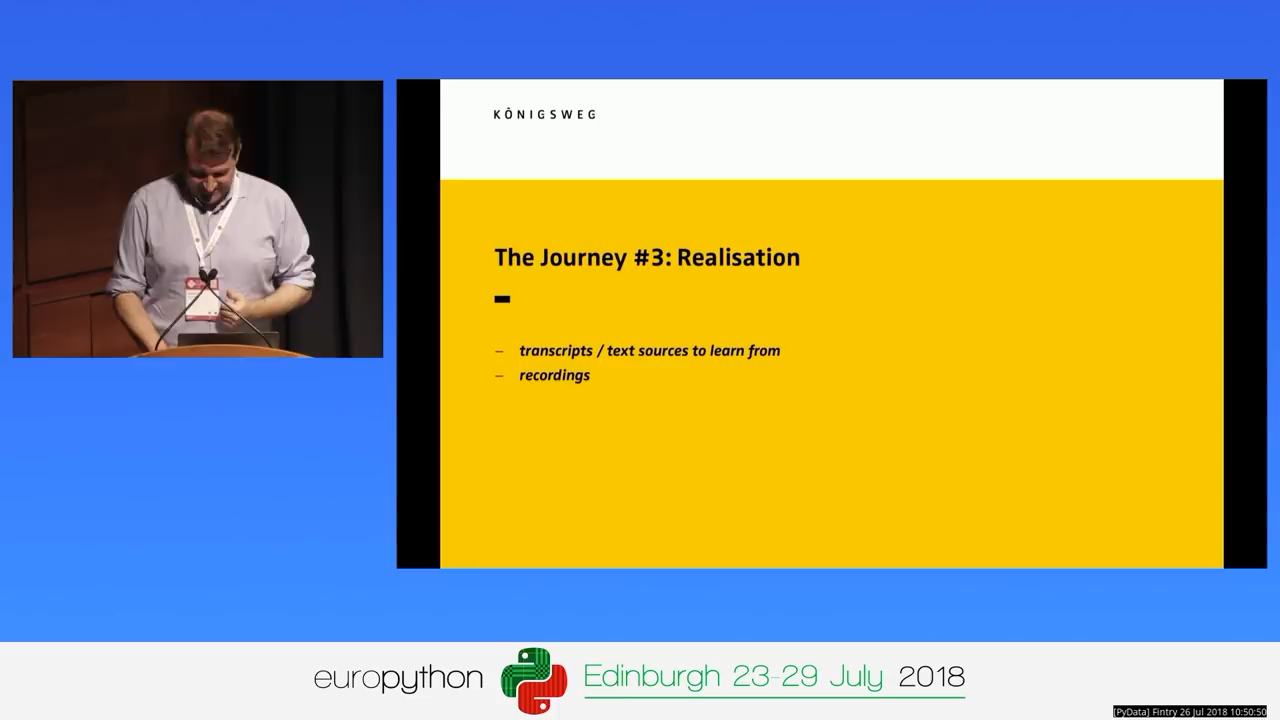 KÖNIGSWEG
The Journey #3: Realisation
– transcripts / text sources to learn from
– recordings
europython Edinburgh 23-29 July 2018
[PyData] Fintry 26 Jul 2018 10:50:50